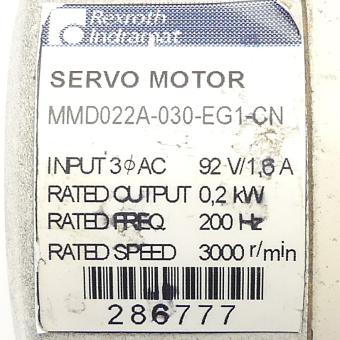 Rexroth
Indramat
SERVO MOTOR
MMD022A-030-EG1-CN
INPUT 3ϕAC 92 V/1,6 A
RATED OUTPUT 0,2 kW
RATED FREQ. 200 Hz
RATED SPEED 3000 r/min
286777